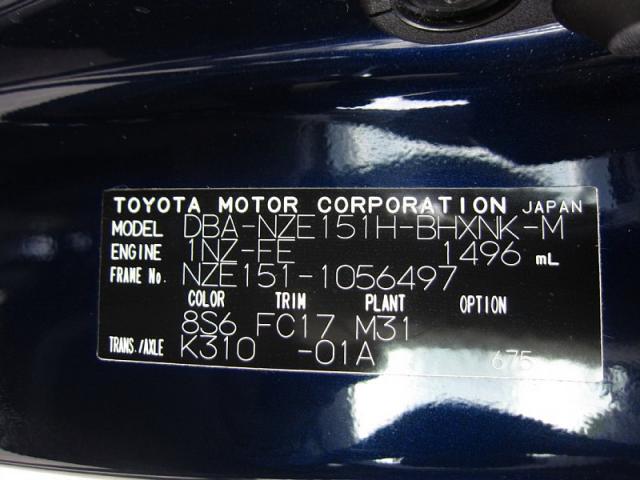 TOYOTA MOTOR CORPORATION JAPAN
MODEL DBA-NZE151H-BHXNK-M
ENGINE 1NZ-FE 1496 mL
FRAME No. NZE151-1056497
COLOR TRIM PLANT OPTION
8S6 FC17 M31
TRANS./AXLE K310 -01A 675